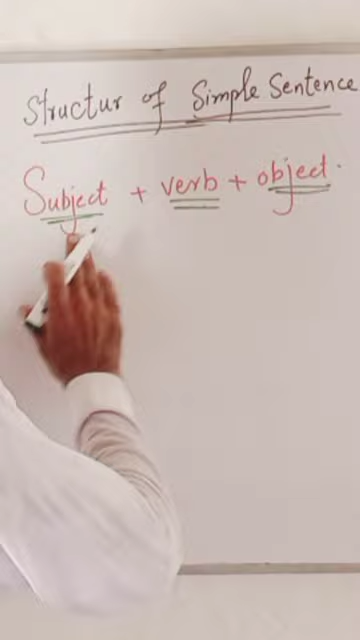 Structur of Simple Sentence
Subject + verb + object.